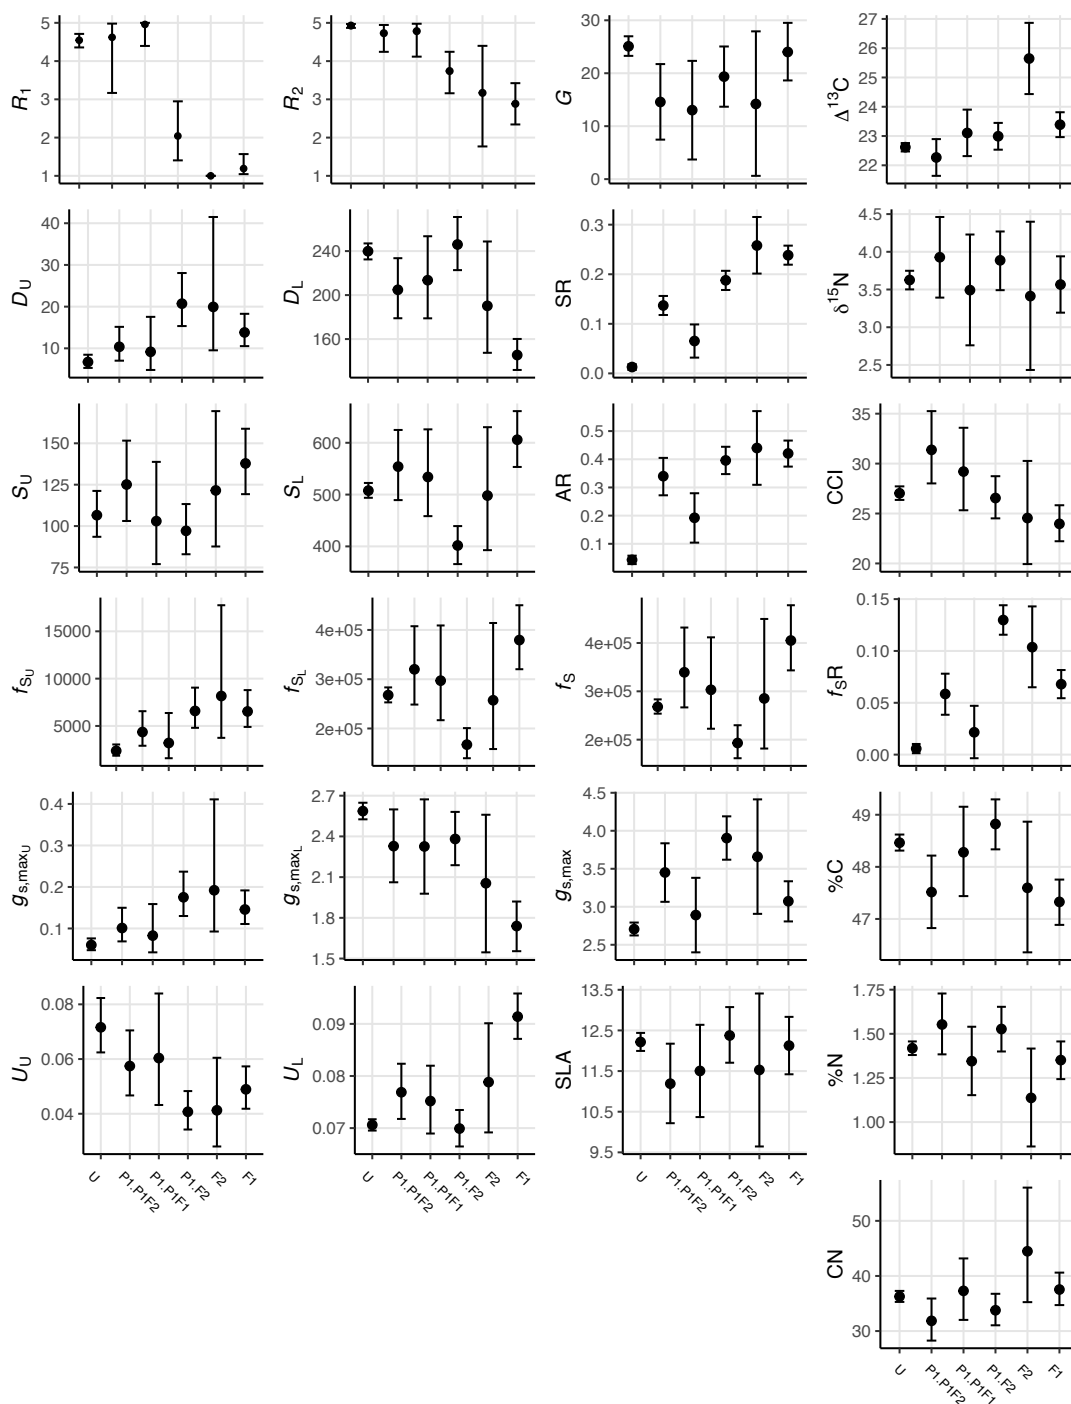 R1
5
4
3
2
1
R2
5
4
3
2
1
G
30
20
10
0
Δ13C
27
26
25
24
23
22
DU
40
30
20
10
DL
240
200
160
SR
0.3
0.2
0.1
0.0
δ15N
4.5
4.0
3.5
3.0
2.5
SU
150
125
100
75
SL
600
500
400
AR
0.5
0.4
0.3
0.2
0.1
CCI
35
30
25
20
fSU
15000
10000
5000
fSL
4e+05
3e+05
2e+05
fS
4e+05
3e+05
2e+05
fSR
0.15
0.10
0.05
0.00
gs,maxU
0.4
0.3
0.2
0.1
gs,maxL
2.7
2.4
2.1
1.8
1.5
gs,max
4.5
4.0
3.5
3.0
2.5
%C
49
48
47
UU
0.08
0.06
0.04
U P1.P1F2 P1.P1F1 P1.F2 F2 F1
UL
0.09
0.08
0.07
U P1.P1F2 P1.P1F1 P1.F2 F2 F1
SLA
13.5
12.5
11.5
10.5
9.5
U P1.P1F2 P1.P1F1 P1.F2 F2 F1
%N
1.75
1.50
1.25
1.00
CN
50
40
30
U P1.P1F2 P1.P1F1 P1.F2 F2 F1